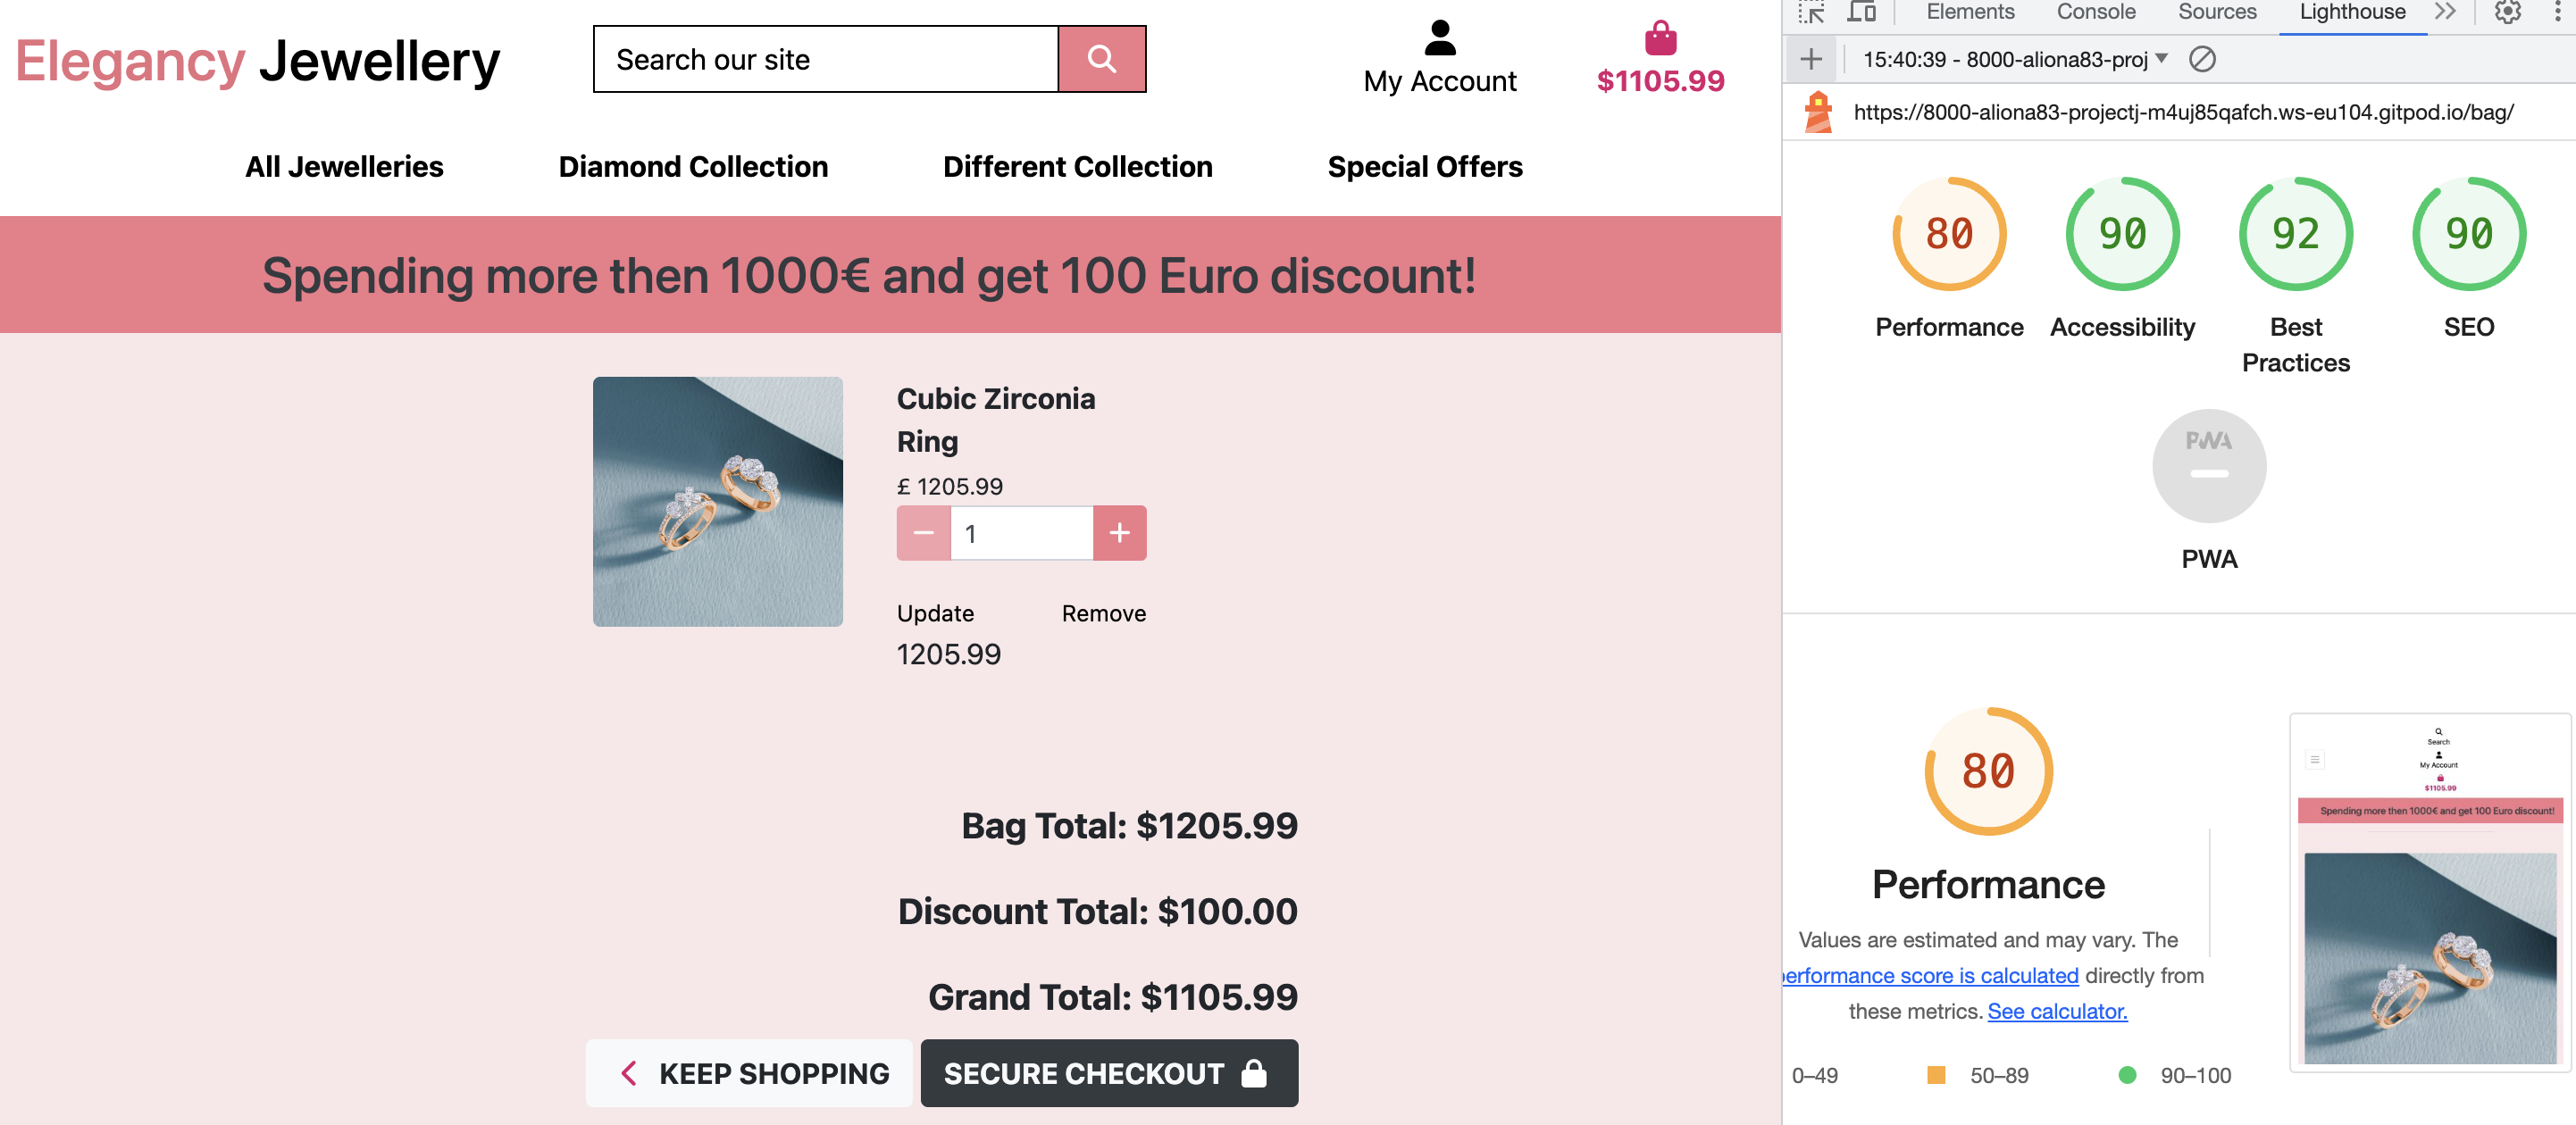 Elegancy Jewellery
Search our site
My Account
$1105.99
All Jewelleries
Diamond Collection
Different Collection
Special Offers
Spending more then 1000€ and get 100 Euro discount!
Cubic Zirconia
Ring
£ 1205.99
1
Update
Remove
1205.99
Bag Total: $1205.99
Discount Total: $100.00
Grand Total: $1105.99
KEEP SHOPPING
SECURE CHECKOUT
Elements
Console
Sources
Lighthouse
15:40:39 - 8000-aliona83-proj
https://8000-aliona83-projectj-m4uj85qafch.ws-eu104.gitpod.io/bag/
80
90
92
90
Performance
Accessibility
Best
Practices
SEO
PWA
PWA
80
Performance
Values are estimated and may vary. The
erformance score is calculated directly from
these metrics. See calculator.
0–49
50–89
90–100
Search
My Account
$1105.99
Spending more then 1000€ and get 100 Euro discount!